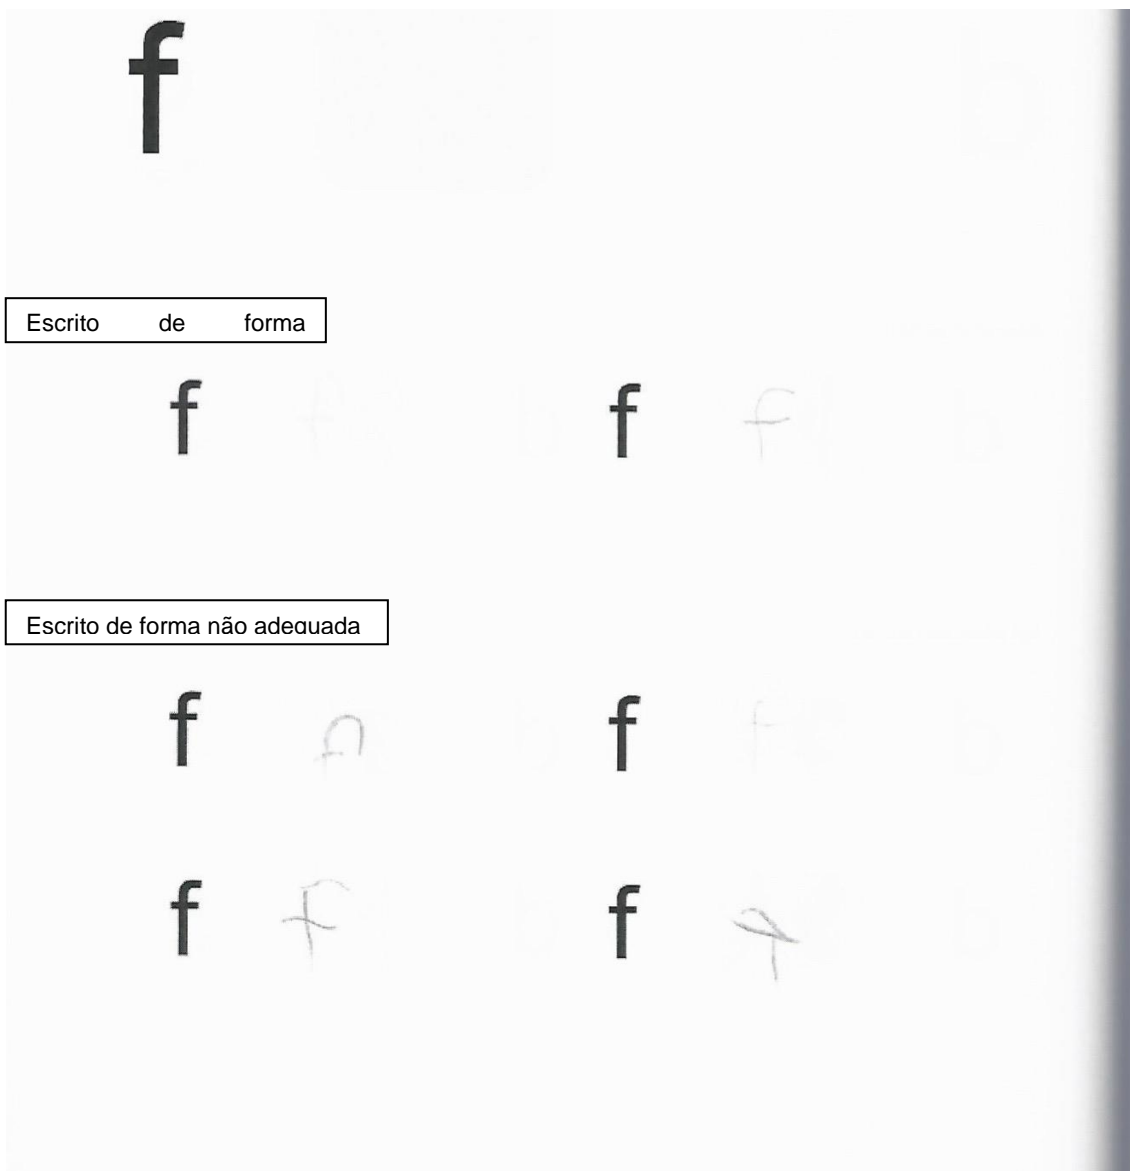 f
Escrito de forma
f f f f
Escrito de forma não adequada
f f f
f f f